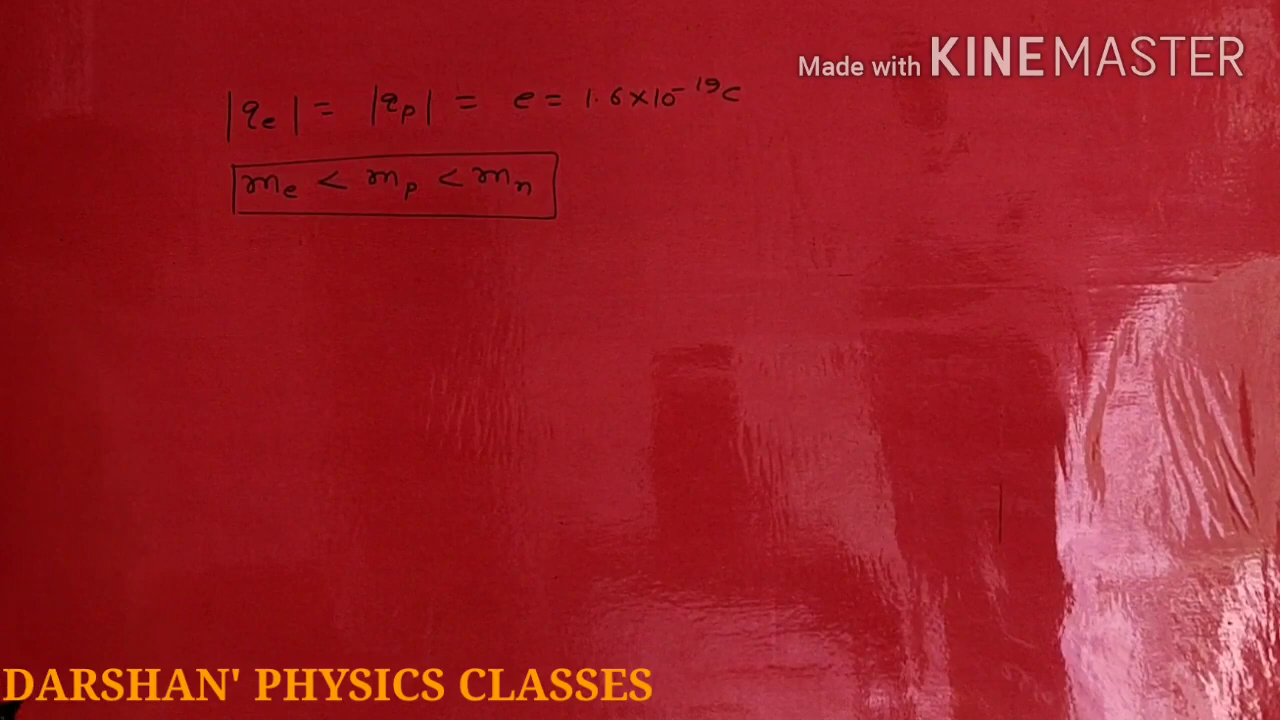 Made with KINEMASTER
|qe| = |qp| = e = 1.6×10⁻¹⁹C
me < mp < mn
DARSHAN' PHYSICS CLASSES